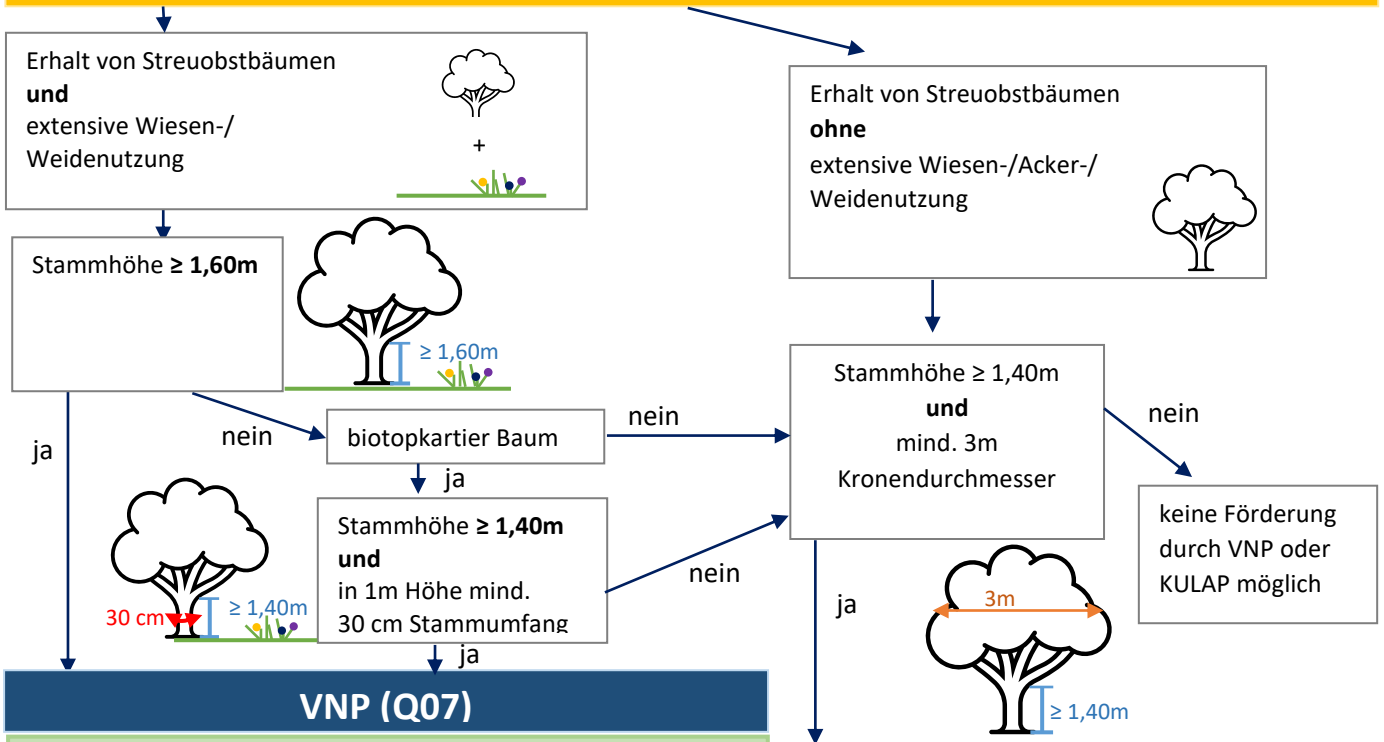 Erhalt von Streuobstbäumen
und
extensive Wiesen-/
Weidenutzung
+
Erhalt von Streuobstbäumen
ohne
extensive Wiesen-/Acker-/
Weidenutzung
Stammhöhe ≥ 1,60m
≥ 1,60m
ja
nein
biotopkartier Baum
nein
ja
Stammhöhe ≥ 1,40m
und
in 1m Höhe mind.
30 cm Stammumfang
30 cm
≥ 1,40m
nein
ja
Stammhöhe ≥ 1,40m
und
mind. 3m
Kronendurchmesser
nein
keine Förderung
durch VNP oder
KULAP möglich
ja
3m
≥ 1,40m
VNP (Q07)